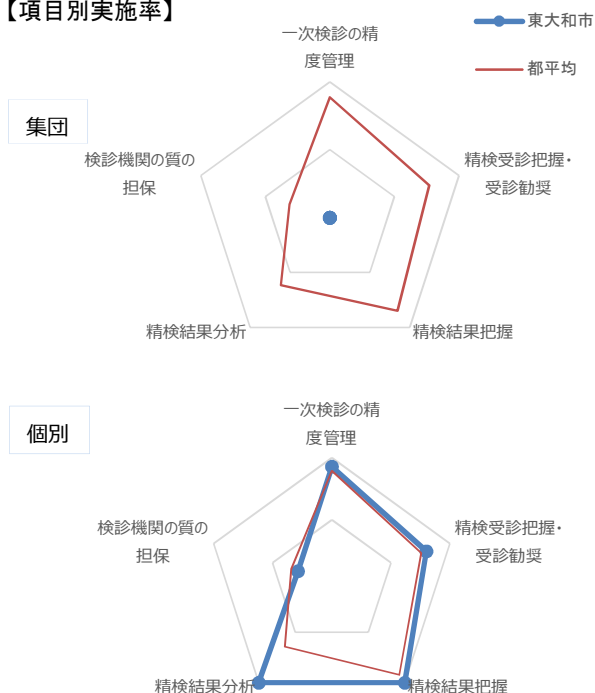 【項目別実施率】
東大和市
都平均
集団
一次検診の精
度管理
精検受診把握・
受診勧奨
精検結果把握
精検結果分析
検診機関の質の
担保
個別
一次検診の精
度管理
精検受診把握・
受診勧奨
精検結果把握
精検結果分析
検診機関の質の
担保